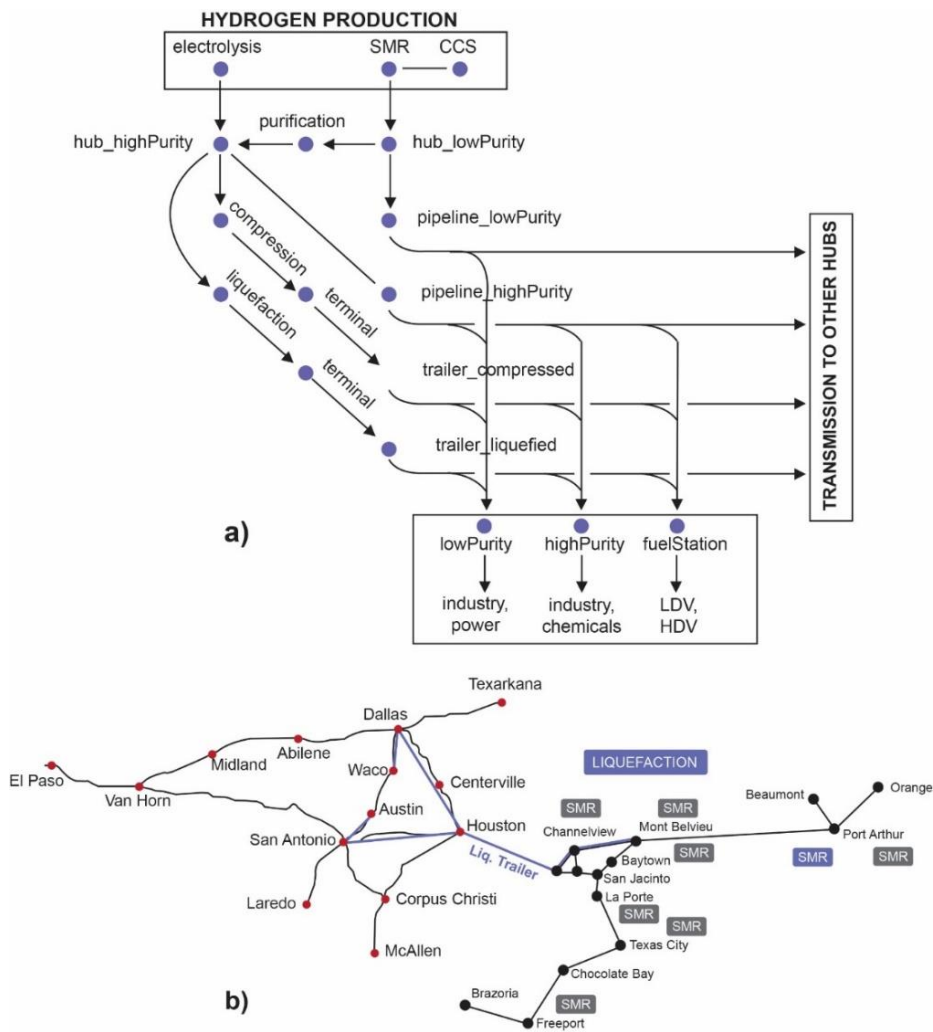 HYDROGEN PRODUCTION
electrolysis
SMR
CCS
purification
hub_highPurity
hub_lowPurity
compression
pipeline_lowPurity
liquefaction
terminal
pipeline_highPurity
terminal
trailer_compressed
trailer_liquefied
TRANSMISSION TO OTHER HUBS
a)
lowPurity
highPurity
fuelStation
industry,
power
industry,
chemicals
LDV,
HDV
Texarkana
Dallas
Abilene
Midland
El Paso
Van Horn
Waco
Centerville
Austin
Houston
San Antonio
Laredo
Corpus Christi
McAllen
Liq. Trailer
LIQUEFACTION
SMR
SMR
Channelview
Mont Belvieu
SMR
Baytown
San Jacinto
La Porte
SMR
SMR
Texas City
Chocolate Bay
SMR
Brazoria
Freeport
Beaumont
Orange
Port Arthur
SMR
SMR
b)